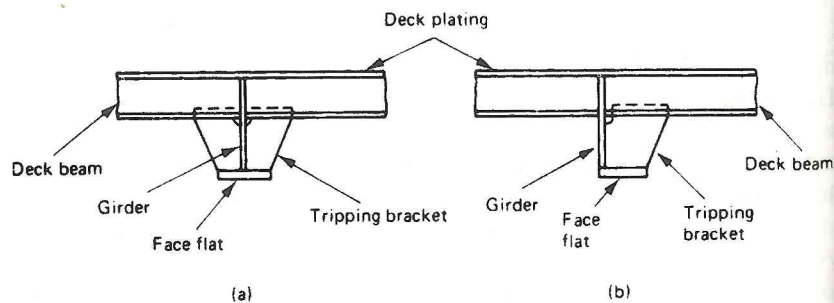 Deck plating
Deck beam
Girder
Face flat
Tripping bracket
(a)
Girder
Face
flat
Tripping
bracket
Deck beam
(b)